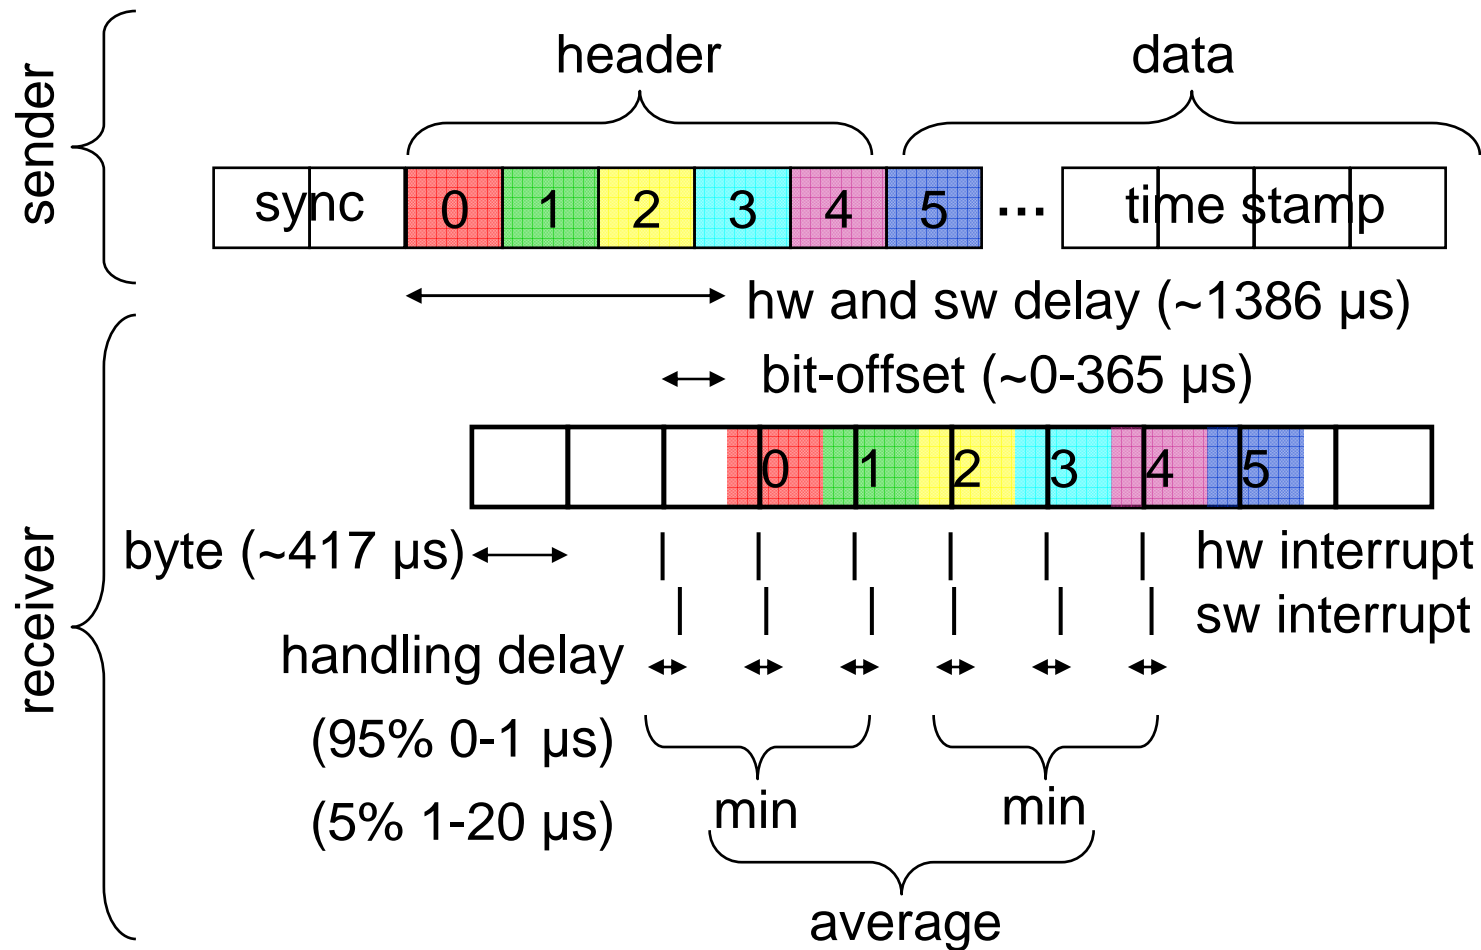 sender
header
data
sync 0 1 2 3 4 5 ... time stamp
hw and sw delay (~1386 μs)
bit-offset (~0-365 μs)
receiver
0 1 2 3 4 5
byte (~417 μs)
hw interrupt
sw interrupt
handling delay
(95% 0-1 μs)
(5% 1-20 μs)
min
min
average